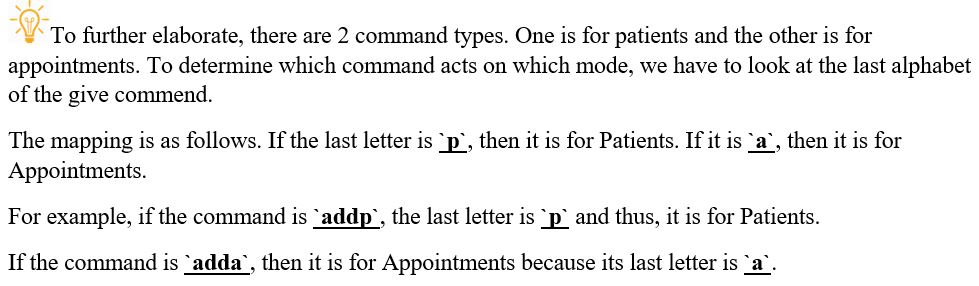 To further elaborate, there are 2 command types. One is for patients and the other is for
appointments. To determine which command acts on which mode, we have to look at the last alphabet
of the give commend.
The mapping is as follows. If the last letter is `p`, then it is for Patients. If it is `a`, then it is for
Appointments.
For example, if the command is `addp`, the last letter is `p` and thus, it is for Patients.
If the command is `adda`, then it is for Appointments because its last letter is `a`.